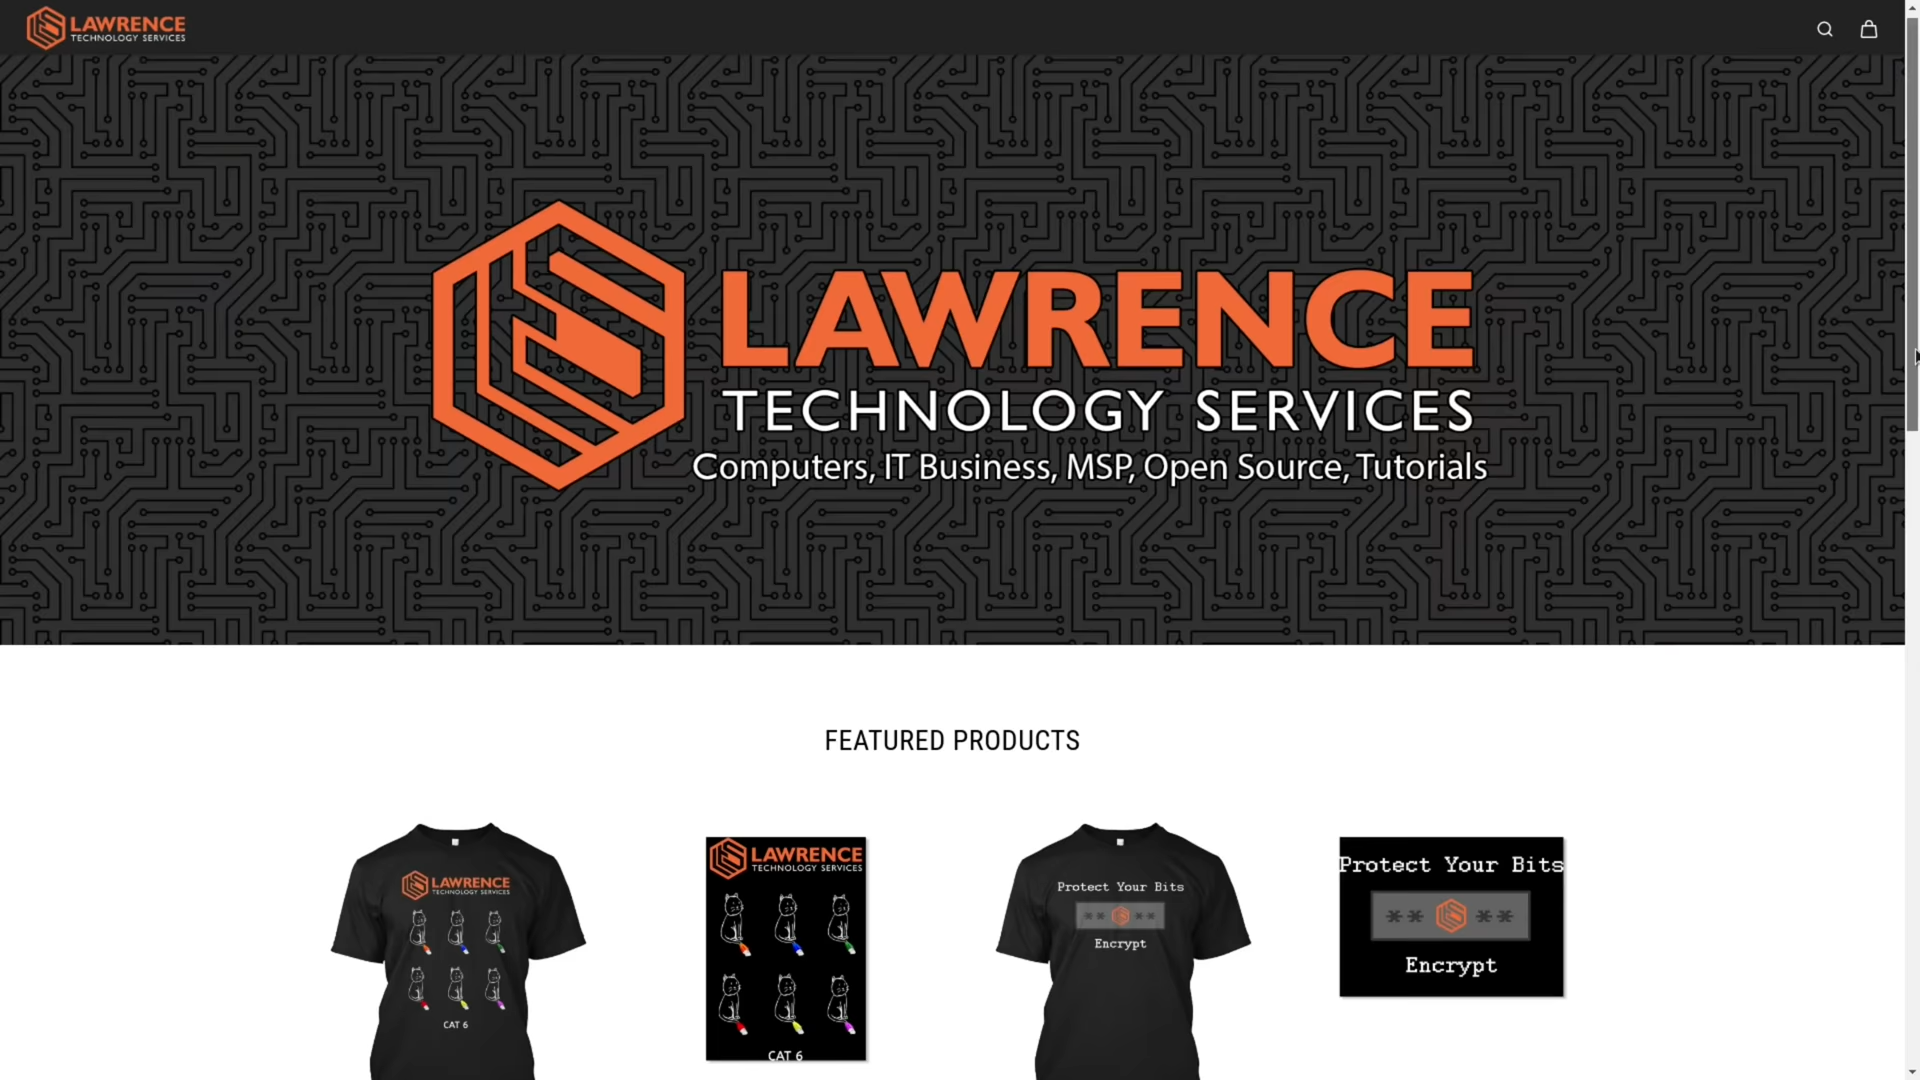 LAWRENCE
TECHNOLOGY SERVICES
LAWRENCE
TECHNOLOGY SERVICES
Computers, IT Business, MSP, Open Source, Tutorials
FEATURED PRODUCTS
LAWRENCE
TECHNOLOGY SERVICES
CAT 6
LAWRENCE
TECHNOLOGY SERVICES
CAT 6
Protect Your Bits
**
**
Encrypt
Protect Your Bits
**
**
Encrypt